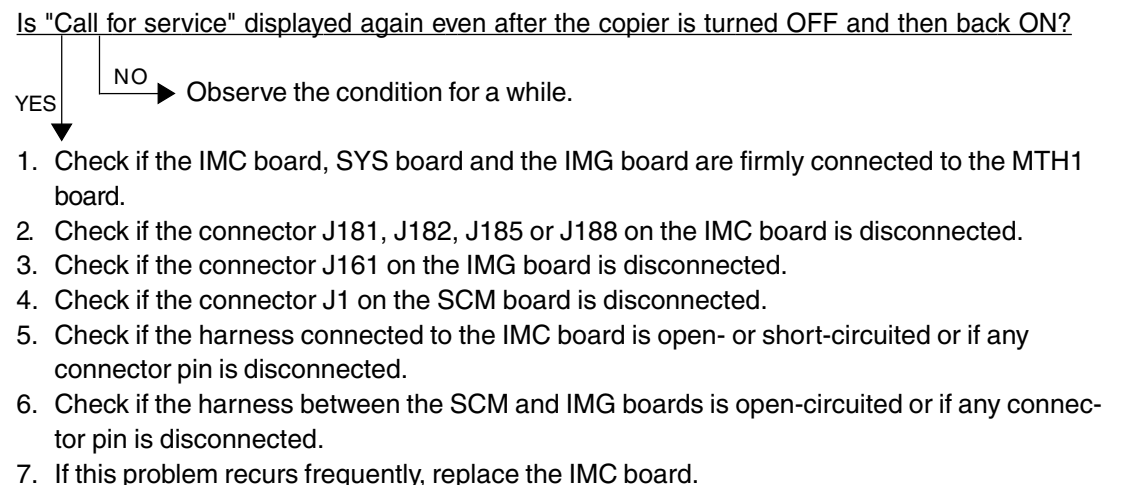 Is "Call for service" displayed again even after the copier is turned OFF and then back ON?
NO
Observe the condition for a while.
YES
1. Check if the IMC board, SYS board and the IMG board are firmly connected to the MTH1
board.
2. Check if the connector J181, J182, J185 or J188 on the IMC board is disconnected.
3. Check if the connector J161 on the IMG board is disconnected.
4. Check if the connector J1 on the SCM board is disconnected.
5. Check if the harness connected to the IMC board is open- or short-circuited or if any
connector pin is disconnected.
6. Check if the harness between the SCM and IMG boards is open-circuited or if any connec-
tor pin is disconnected.
7. If this problem recurs frequently, replace the IMC board.